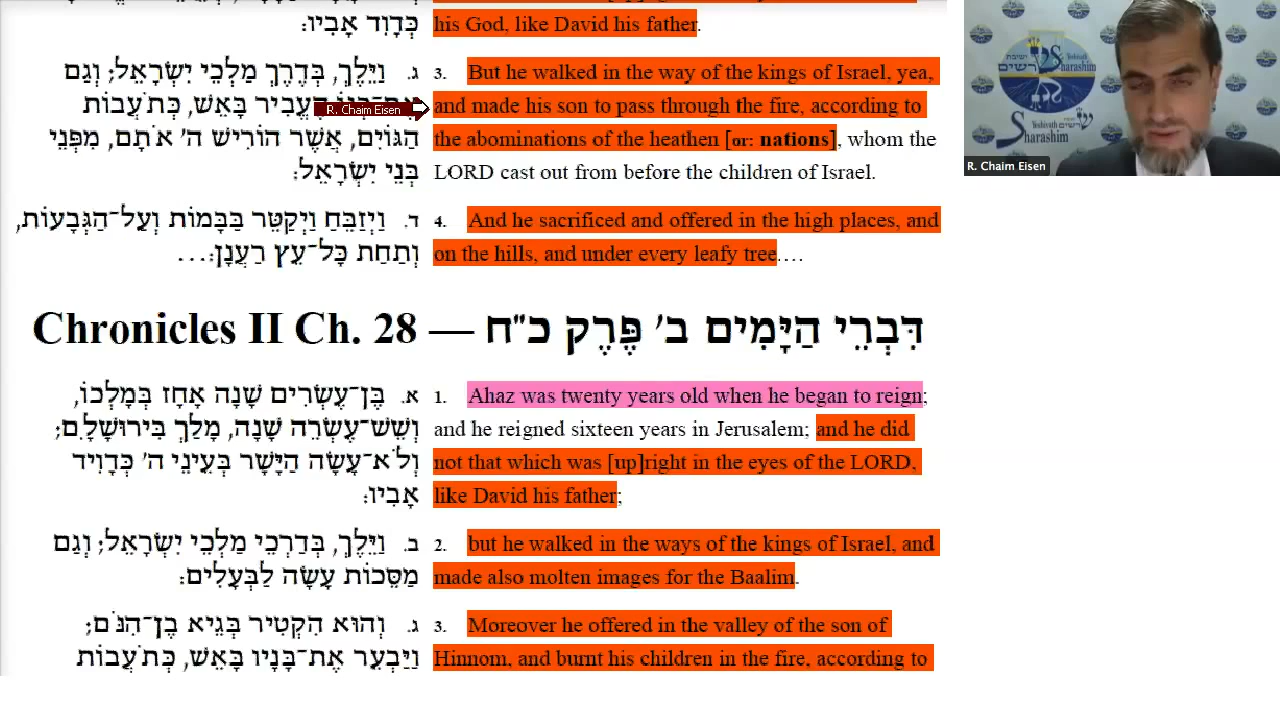 his God, like David his father.
כְּדָוִד אָבִיו:
3. But he walked in the way of the kings of Israel, yea,
and made his son to pass through the fire, according to
the abominations of the heathen [or: nations], whom the
LORD cast out from before the children of Israel.
ג. וַיֵּלֶךְ, בְּדֶרֶךְ מַלְכֵי יִשְׂרָאֵל; וְגַם
הֶעֱבִיר בָּאֵשׁ, כְּתֹעֲבוֹת
הַגּוֹיִם, אֲשֶׁר הוֹרִישׁ ה' אֹתָם, מִפְּנֵי
בְּנֵי יִשְׂרָאֵל:
R. Chaim Eisen
4. And he sacrificed and offered in the high places, and
on the hills, and under every leafy tree….
ד. וַיְזַבֵּחַ וַיְקַטֵּר בַּבָּמוֹת וְעַל־הַגְּבָעוֹת,
וְתַחַת כָּל־עֵץ רַעֲנָן:…
Chronicles II Ch. 28 — דִּבְרֵי הַיָּמִים ב' פֶּרֶק כ"ח
1. Ahaz was twenty years old when he began to reign;
and he reigned sixteen years in Jerusalem; and he did
not that which was [up]right in the eyes of the LORD,
like David his father;
א. בֶּן־עֶשְׂרִים שָׁנָה אָחָז בְּמָלְכוֹ,
וְשֵׁשׁ־עֶשְׂרֵה שָׁנָה, מָלַךְ בִּירוּשָׁלִָם;
וְלֹא־עָשָׂה הַיָּשָׁר בְּעֵינֵי ה' כְּדָוִיד
אָבִיו:
2. but he walked in the ways of the kings of Israel, and
made also molten images for the Baalim.
ב. וַיֵּלֶךְ, בְּדַרְכֵי מַלְכֵי יִשְׂרָאֵל; וְגַם
מַסֵּכוֹת עָשָׂה לַבְּעָלִים:
3. Moreover he offered in the valley of the son of
Hinnom, and burnt his children in the fire, according to
ג. וְהוּא הִקְטִיר בְּגֵיא בֶן־הִנֹּם;
וַיַּבְעֵר אֶת־בָּנָיו בָּאֵשׁ, כְּתֹעֲבוֹת
Yeshivath
Sharashim
ישיבת
שרשים
R. Chaim Eisen